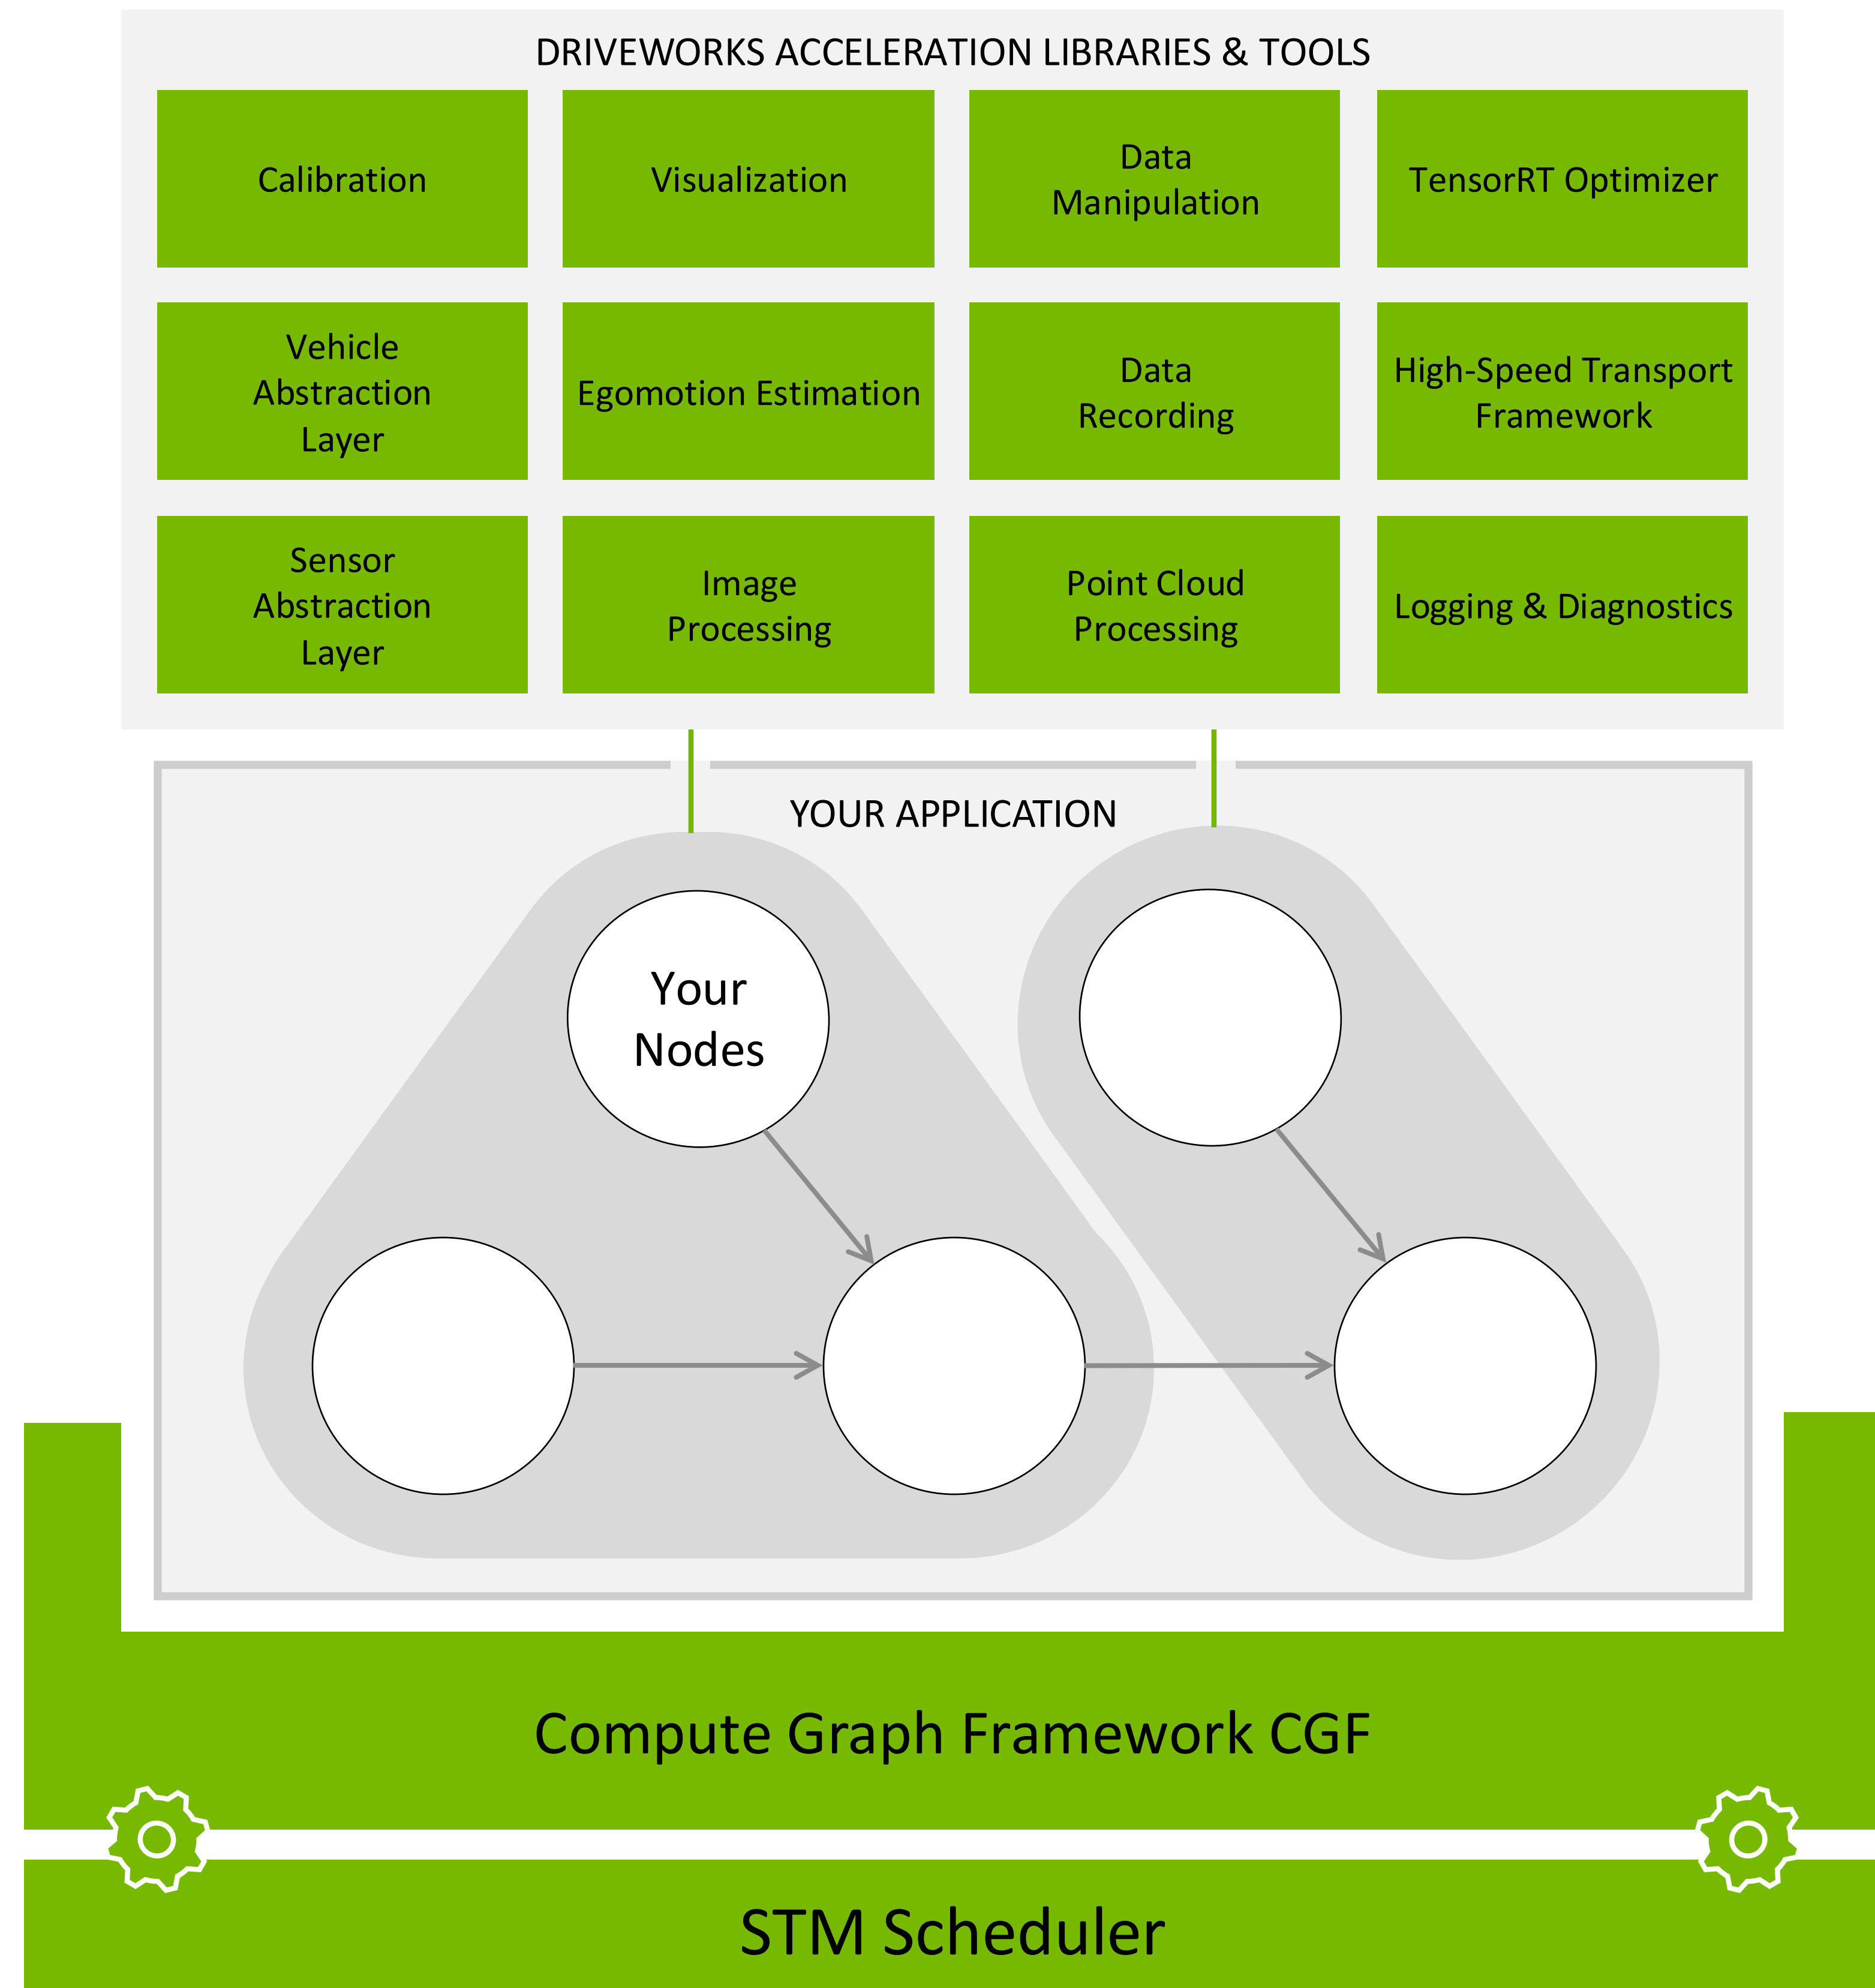 DRIVEWORKS ACCELERATION LIBRARIES & TOOLS
Calibration
Visualization
Data
Manipulation
TensorRT Optimizer
Vehicle
Abstraction
Layer
Egomotion Estimation
Data
Recording
High-Speed Transport
Framework
Sensor
Abstraction
Layer
Image
Processing
Point Cloud
Processing
Logging & Diagnostics
YOUR APPLICATION
Your
Nodes
Compute Graph Framework CGF
STM Scheduler